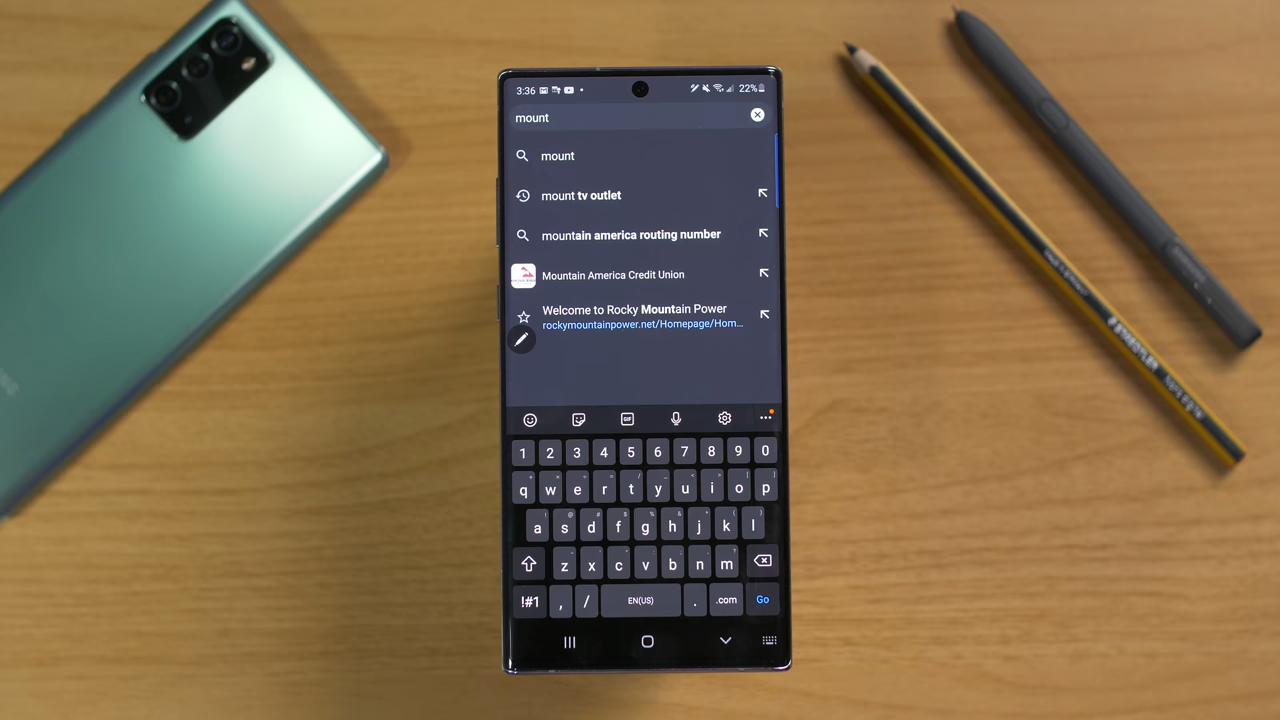 3:36
22%
mount
mount
mount tv outlet
mountain america routing number
Mountain America Credit Union
Welcome to Rocky Mountain Power
rockymountainpower.net/Homepage/Hom...
GIF
1 2 3 4 5 6 7 8 9 0
q w e r t y u i o p
a s d f g h j k l
z x c v b n m
!#1 , / EN(US) . .com Go
STAEDTLER